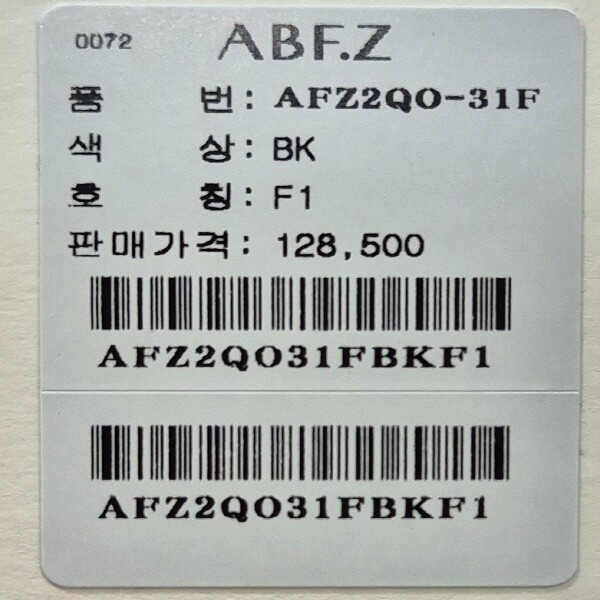 0072 ABF.Z
품 번: AFZ2QO-31F
색 상: BK
호 칭: F1
판매가격: 128,500
AFZ2QO31FBKF1
AFZ2QO31FBKF1